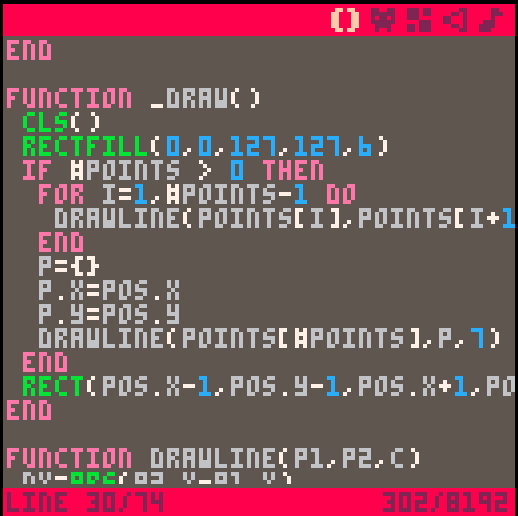 END
FUNCTION _DRAW()
CLS()
RECTFILL(0,0,127,127,6)
IF #POINTS > 0 THEN
FOR I=1,#POINTS-1 DO
DRAWLINE(POINTS[I],POINTS[I+1
END
P={}
P.X=POS.X
P.Y=POS.Y
DRAWLINE(POINTS[#POINTS],P,7)
END
RECT(POS.X-1,POS.Y-1,POS.X+1,PO
END
FUNCTION DRAWLINE(P1,P2,C)
LINE 30/74 302/8192